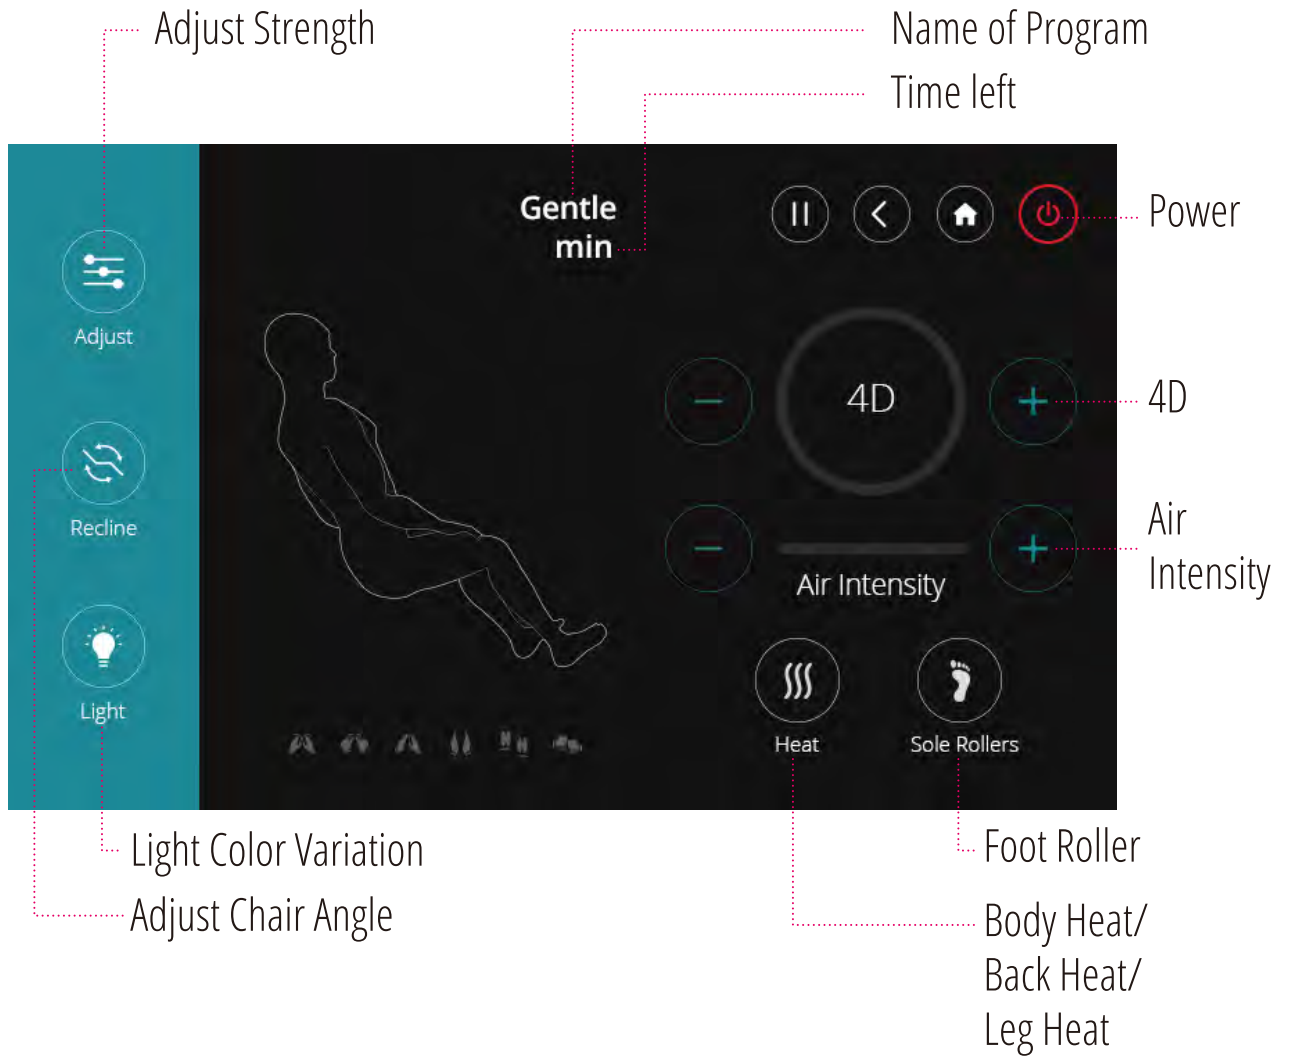 Adjust Strength
Name of Program
Time left
Gentle
min
Power
Adjust
4D
4D
Recline
Air
Intensity
Air Intensity
Light
Heat
Sole Rollers
Light Color Variation
Foot Roller
Adjust Chair Angle
Body Heat/
Back Heat/
Leg Heat